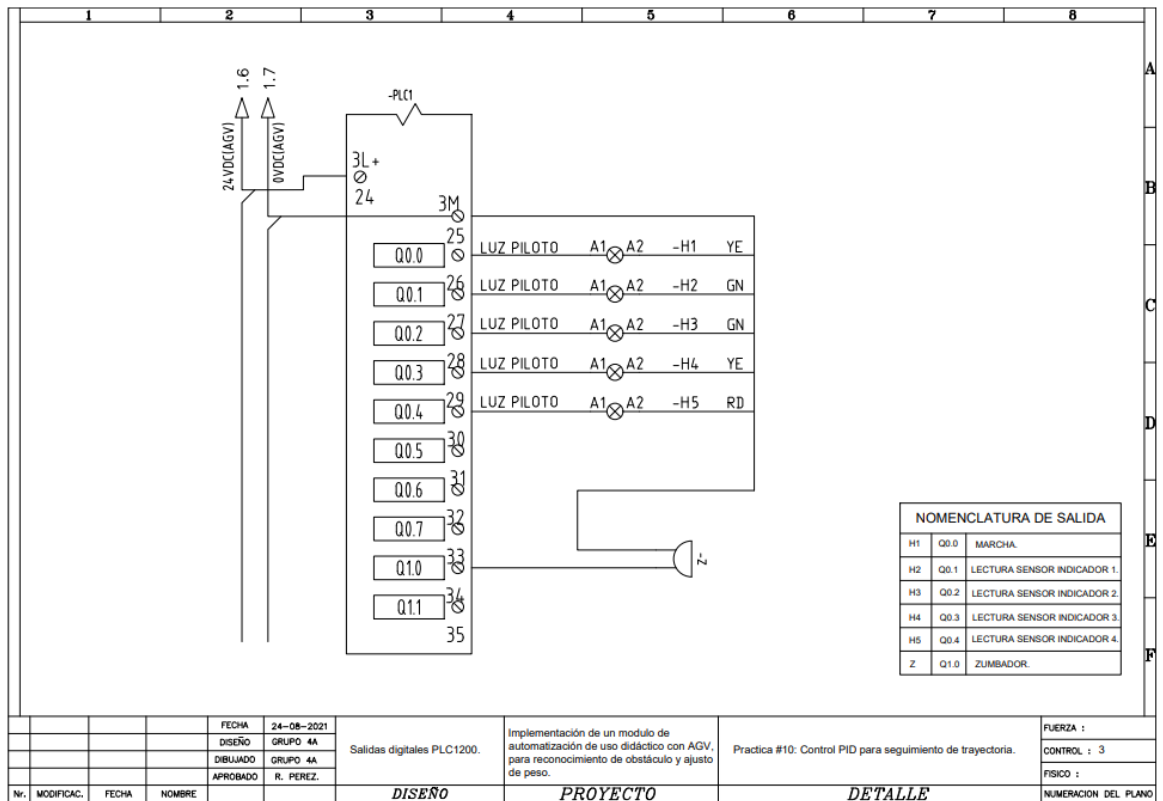 1 2 3 4 5 6 7 8
A
B
C
D
E
F
1.6
1.7
24VDC(AGV)
0VDC(AGV)
-PLC1
3L+
24
3M
25
Q0.0 LUZ PILOTO A1 A2 -H1 YE
26
Q0.1 LUZ PILOTO A1 A2 -H2 GN
27
Q0.2 LUZ PILOTO A1 A2 -H3 GN
28
Q0.3 LUZ PILOTO A1 A2 -H4 YE
29
Q0.4 LUZ PILOTO A1 A2 -H5 RD
30
Q0.5
31
Q0.6
32
Q0.7
33
Q1.0
Z-
34
Q1.1
35
NOMENCLATURA DE SALIDA
H1 Q0.0 MARCHA.
H2 Q0.1 LECTURA SENSOR INDICADOR 1.
H3 Q0.2 LECTURA SENSOR INDICADOR 2.
H4 Q0.3 LECTURA SENSOR INDICADOR 3.
H5 Q0.4 LECTURA SENSOR INDICADOR 4.
Z Q1.0 ZUMBADOR.
FECHA 24-08-2021
DISEÑO GRUPO 4A
DIBUJADO GRUPO 4A
APROBADO R. PEREZ.
Nr. MODIFICAC. FECHA NOMBRE
Salidas digitales PLC1200.
DISEÑO
Implementación de un modulo de
automatización de uso didáctico con AGV,
para reconocimiento de obstáculo y ajusto
de peso.
PROYECTO
Practica #10: Control PID para seguimiento de trayectoria.
DETALLE
FUERZA :
CONTROL : 3
FISICO :
NUMERACION DEL PLANO